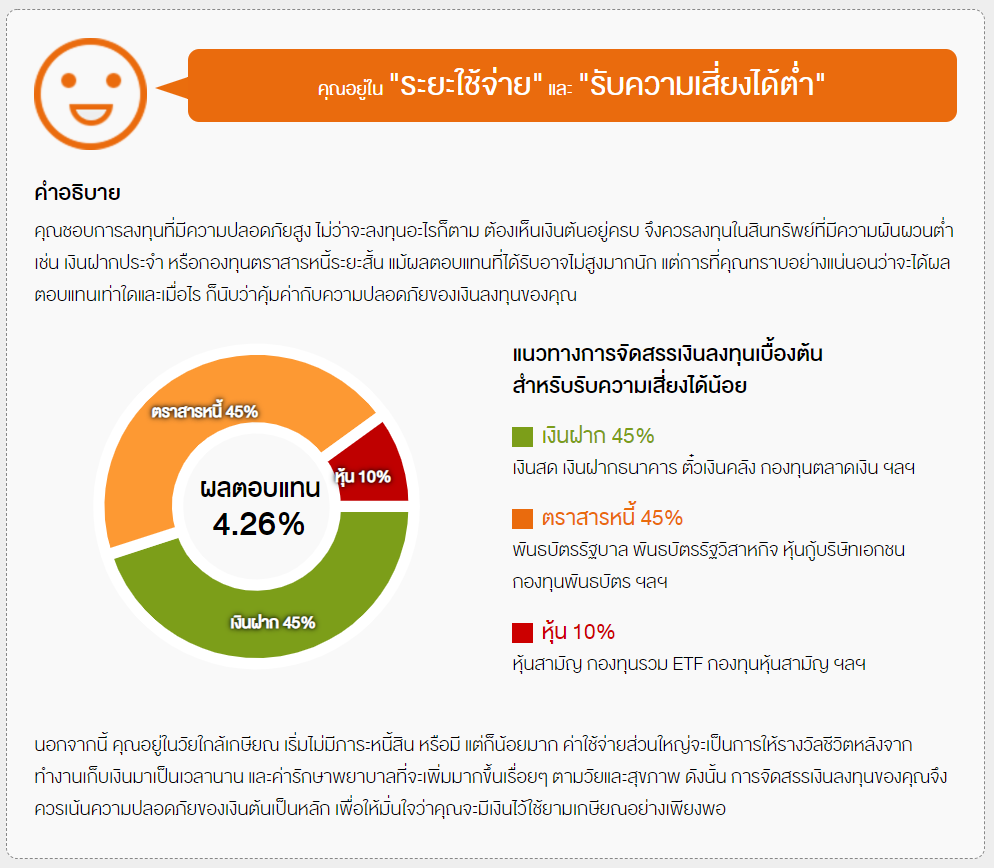 คุณอยู่ใน "ระยะใช้จ่าย" และ "รับความเสี่ยงได้ต่ำ"
คำอธิบาย
คุณชอบการลงทุนที่มีความปลอดภัยสูง ไม่ว่าจะลงทุนอะไรก็ตาม ต้องเห็นเงินต้นอยู่ครบ จึงควรลงทุนในสินทรัพย์ที่มีความผันผวนต่ำ
เช่น เงินฝากประจำ หรือกองทุนตราสารหนี้ระยะสั้น แม้ผลตอบแทนที่ได้รับอาจไม่สูงมากนัก แต่การที่คุณทราบอย่างแน่นอนว่าจะได้ผล
ตอบแทนเท่าใดและเมื่อไร ก็นับว่าคุ้มค่ากับความปลอดภัยของเงินลงทุนของคุณ
ตราสารหนี้ 45%
หุ้น 10%
ผลตอบแทน
4.26%
เงินฝาก 45%
แนวทางการจัดสรรเงินลงทุนเบื้องต้น
สำหรับรับความเสี่ยงได้น้อย
เงินฝาก 45%
เงินสด เงินฝากธนาคาร ตั๋วเงินคลัง กองทุนตลาดเงิน ฯลฯ
ตราสารหนี้ 45%
พันธบัตรรัฐบาล พันธบัตรรัฐวิสาหกิจ หุ้นกู้บริษัทเอกชน
กองทุนพันธบัตร ฯลฯ
หุ้น 10%
หุ้นสามัญ กองทุนรวม ETF กองทุนหุ้นสามัญ ฯลฯ
นอกจากนี้ คุณอยู่ในวัยใกล้เกษียณ เริ่มไม่มีภาระหนี้สิน หรือมี แต่ก็น้อยมาก ค่าใช้จ่ายส่วนใหญ่จะเป็นการให้รางวัลชีวิตหลังจาก
ทำงานเก็บเงินมาเป็นเวลานาน และค่ารักษาพยาบาลที่จะเพิ่มมากขึ้นเรื่อยๆ ตามวัยและสุขภาพ ดังนั้น การจัดสรรเงินลงทุนของคุณจึง
ควรเน้นความปลอดภัยของเงินต้นเป็นหลัก เพื่อให้มั่นใจว่าคุณจะมีเงินไว้ใช้ยามเกษียณอย่างเพียงพอ